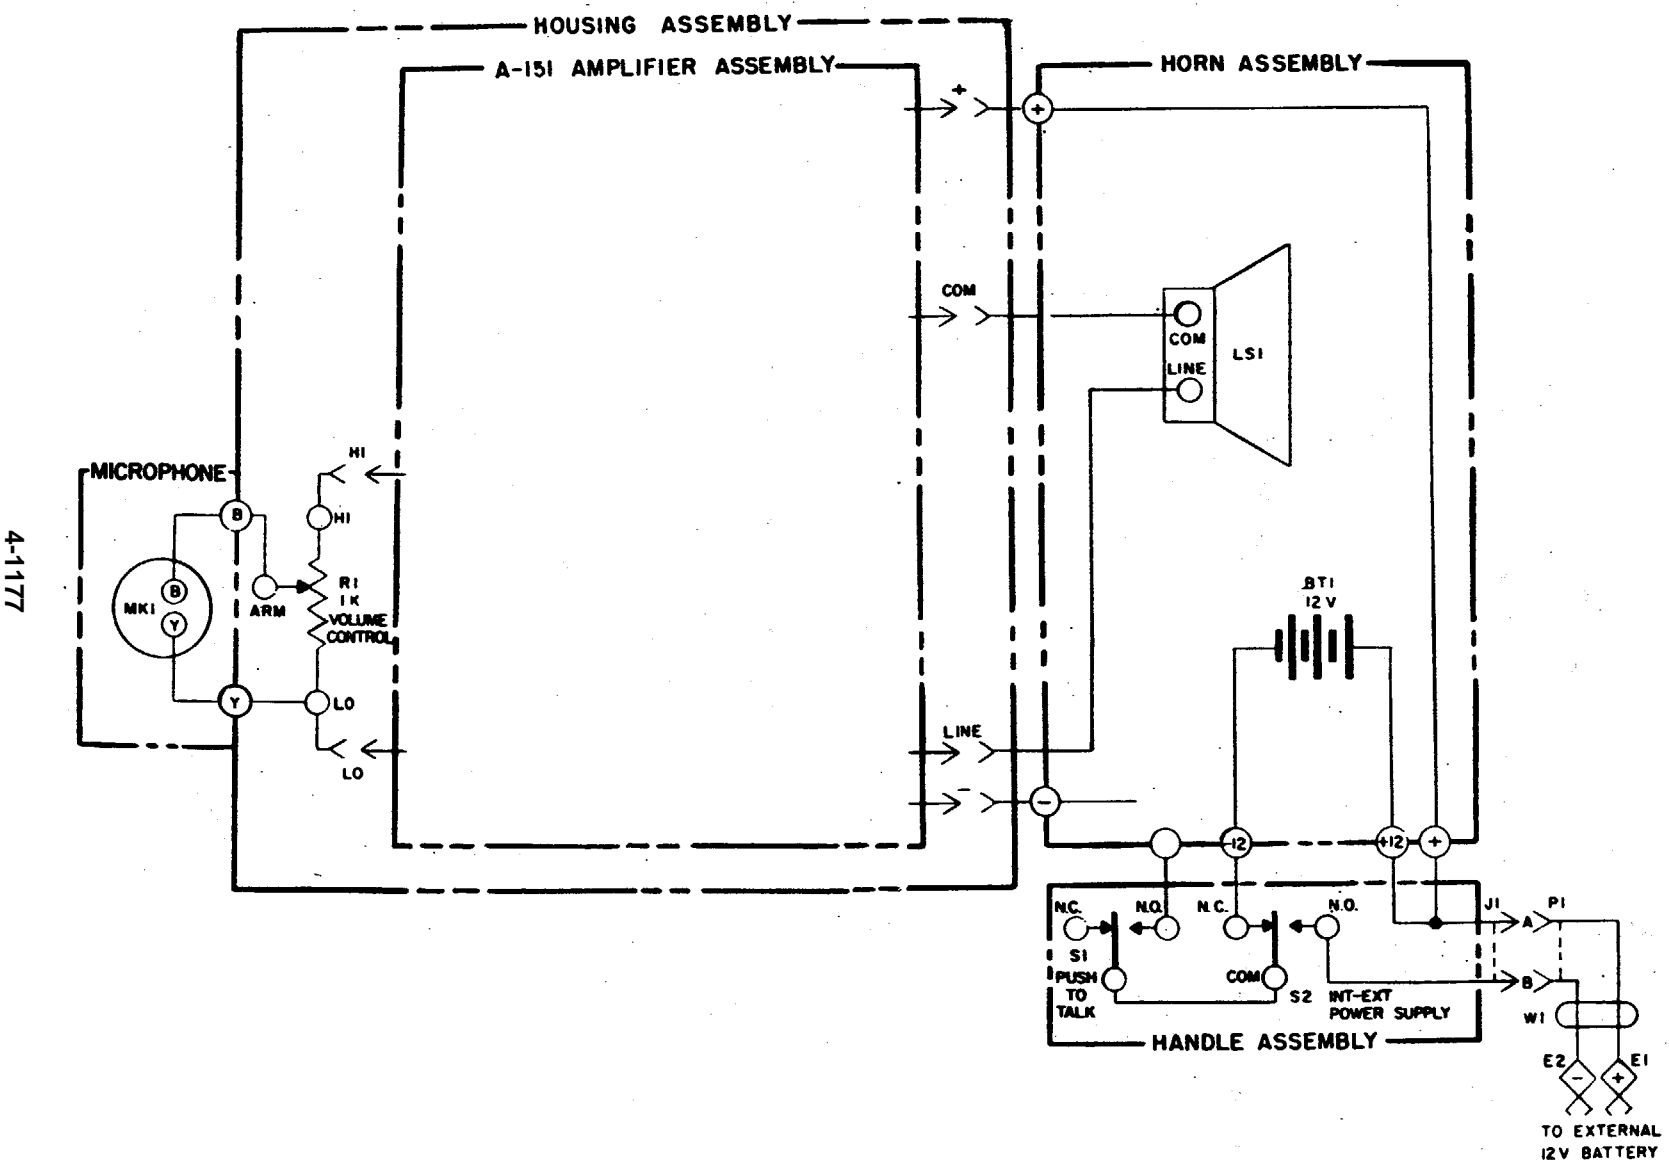 HOUSING ASSEMBLY
A-151 AMPLIFIER ASSEMBLY
HORN ASSEMBLY
+
+
COM
COM
LINE
LS1
HI
MICROPHONE
B
HI
B
MK1
Y
ARM
R1
1K
VOLUME
CONTROL
BT1
12V
Y
LO
LO
LINE
-
-
-12
+12
+
N.C.
N.O.
N.C.
N.O.
J1
P1
A
S1
PUSH
TO
TALK
COM
S2
INT-EXT
POWER SUPPLY
B
W1
HANDLE ASSEMBLY
E2
E1
-
+
TO EXTERNAL
12V BATTERY
4-1177